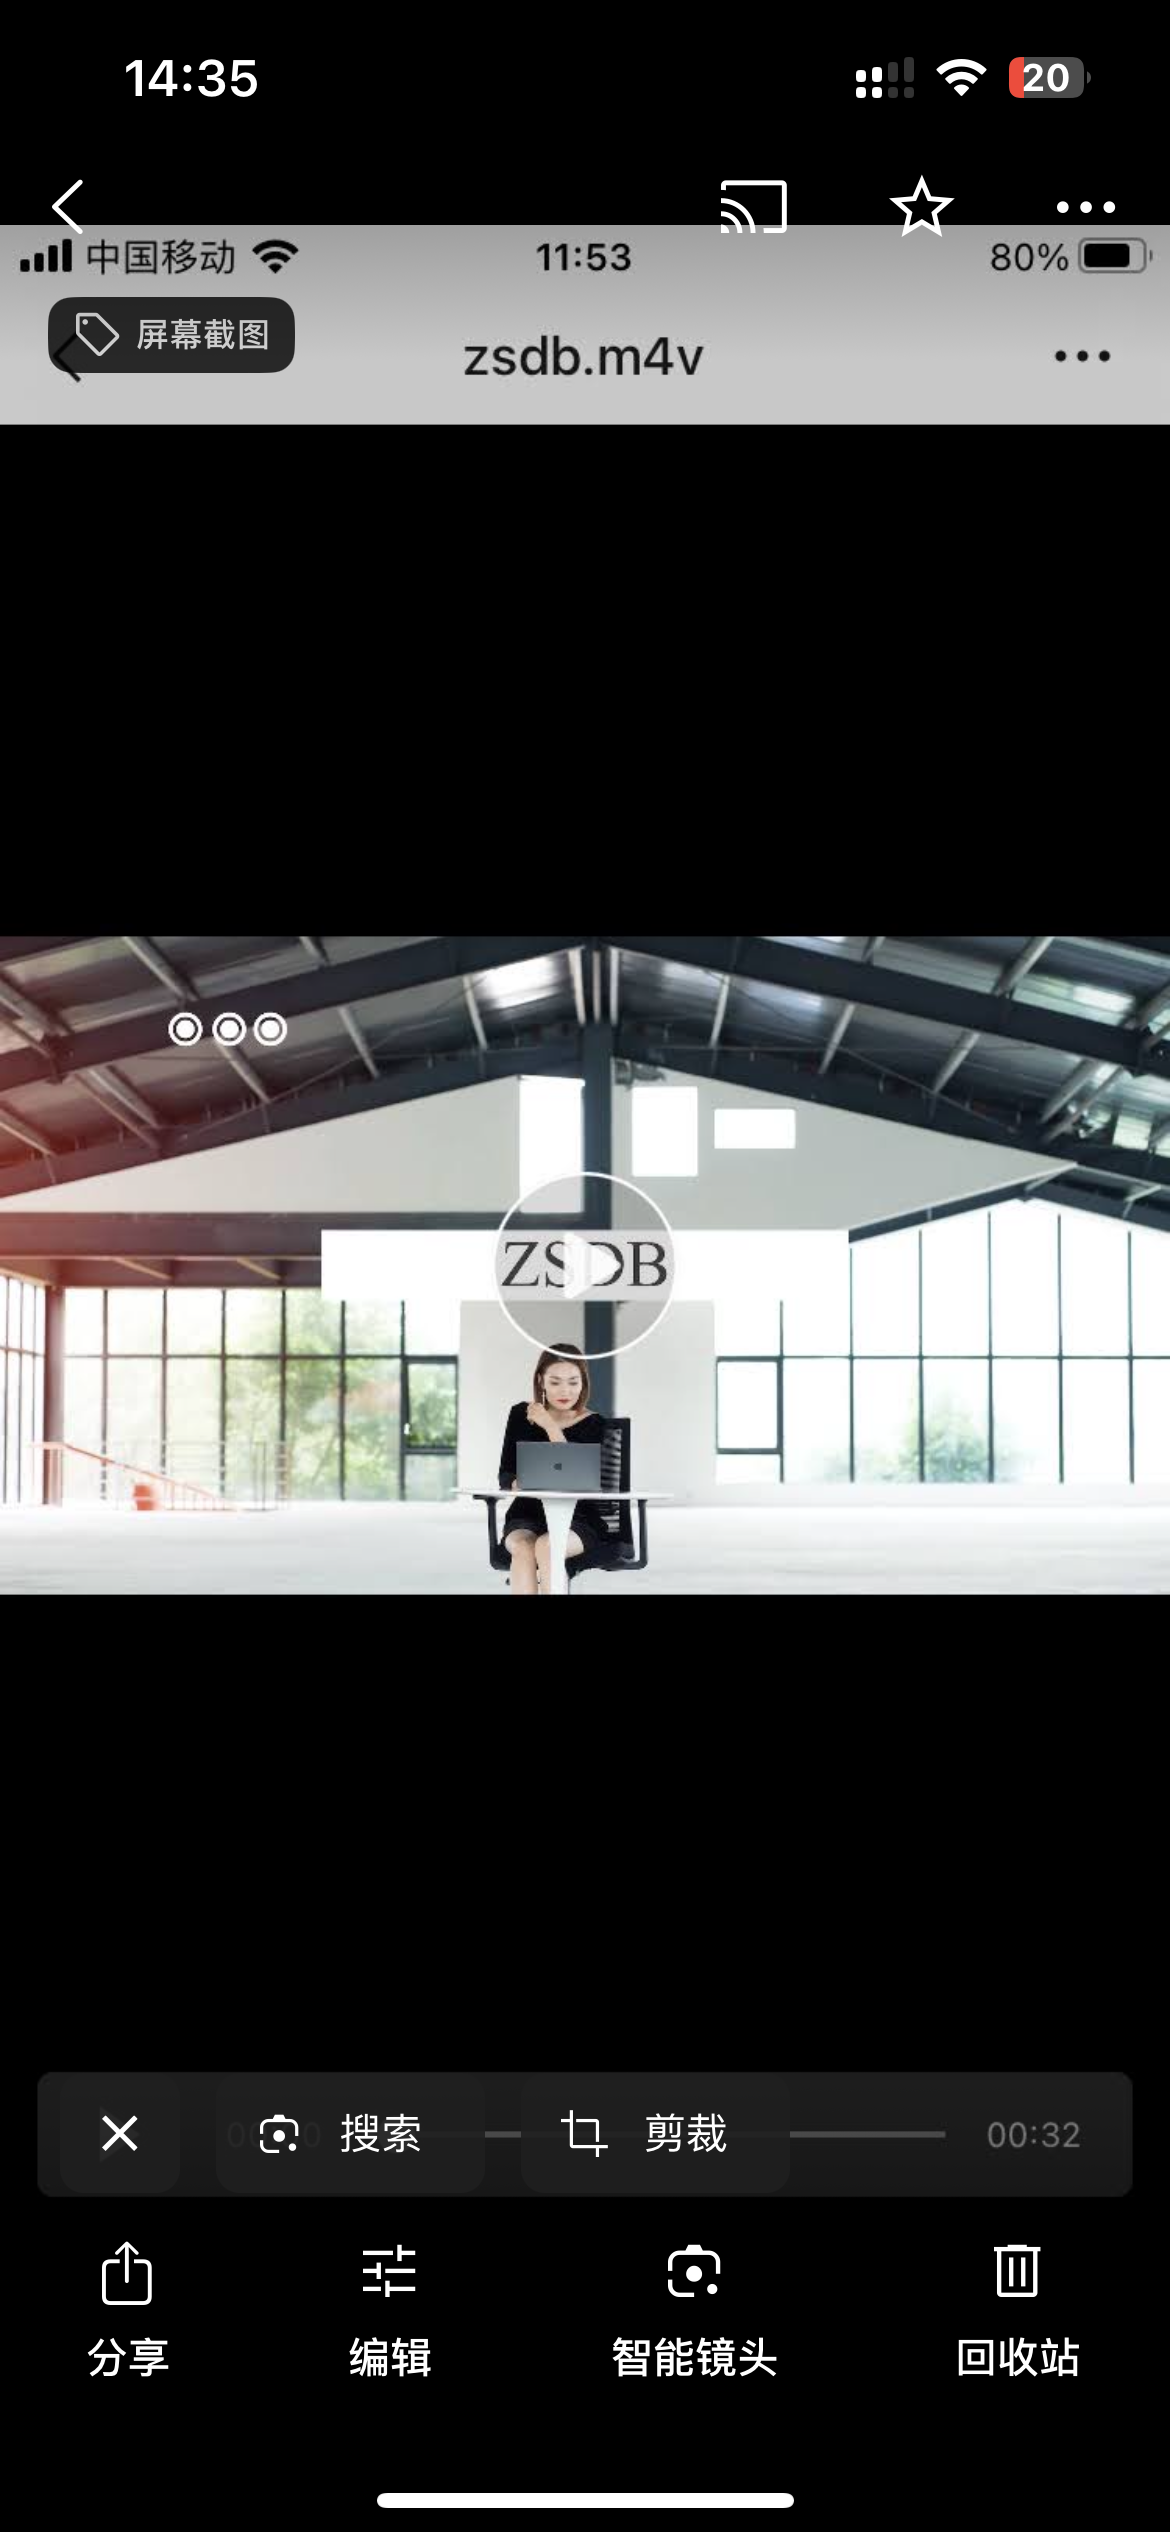 14:35
20
中国移动
11:53
80%
屏幕截图
zsdb.m4v
ZSDB
搜索
剪裁
00:32
分享
编辑
智能镜头
回收站